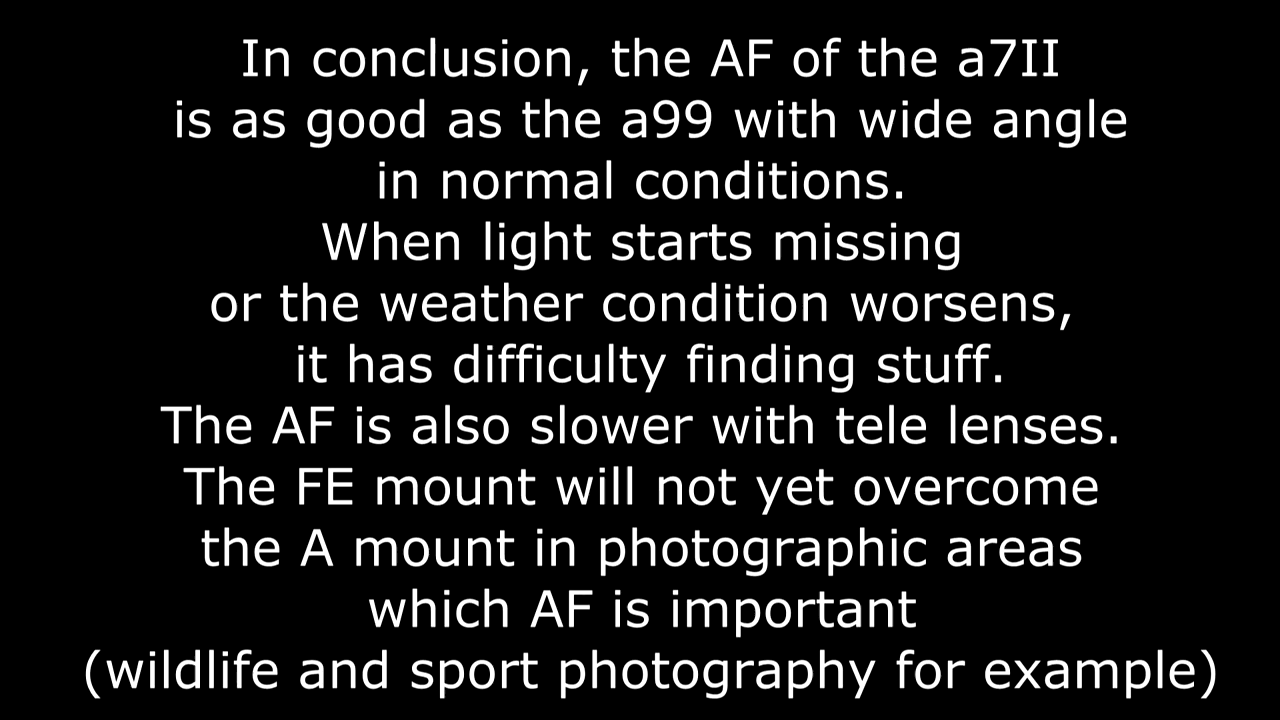 In conclusion, the AF of the a7II
is as good as the a99 with wide angle
in normal conditions.
When light starts missing
or the weather condition worsens,
it has difficulty finding stuff.
The AF is also slower with tele lenses.
The FE mount will not yet overcome
the A mount in photographic areas
which AF is important
(wildlife and sport photography for example)